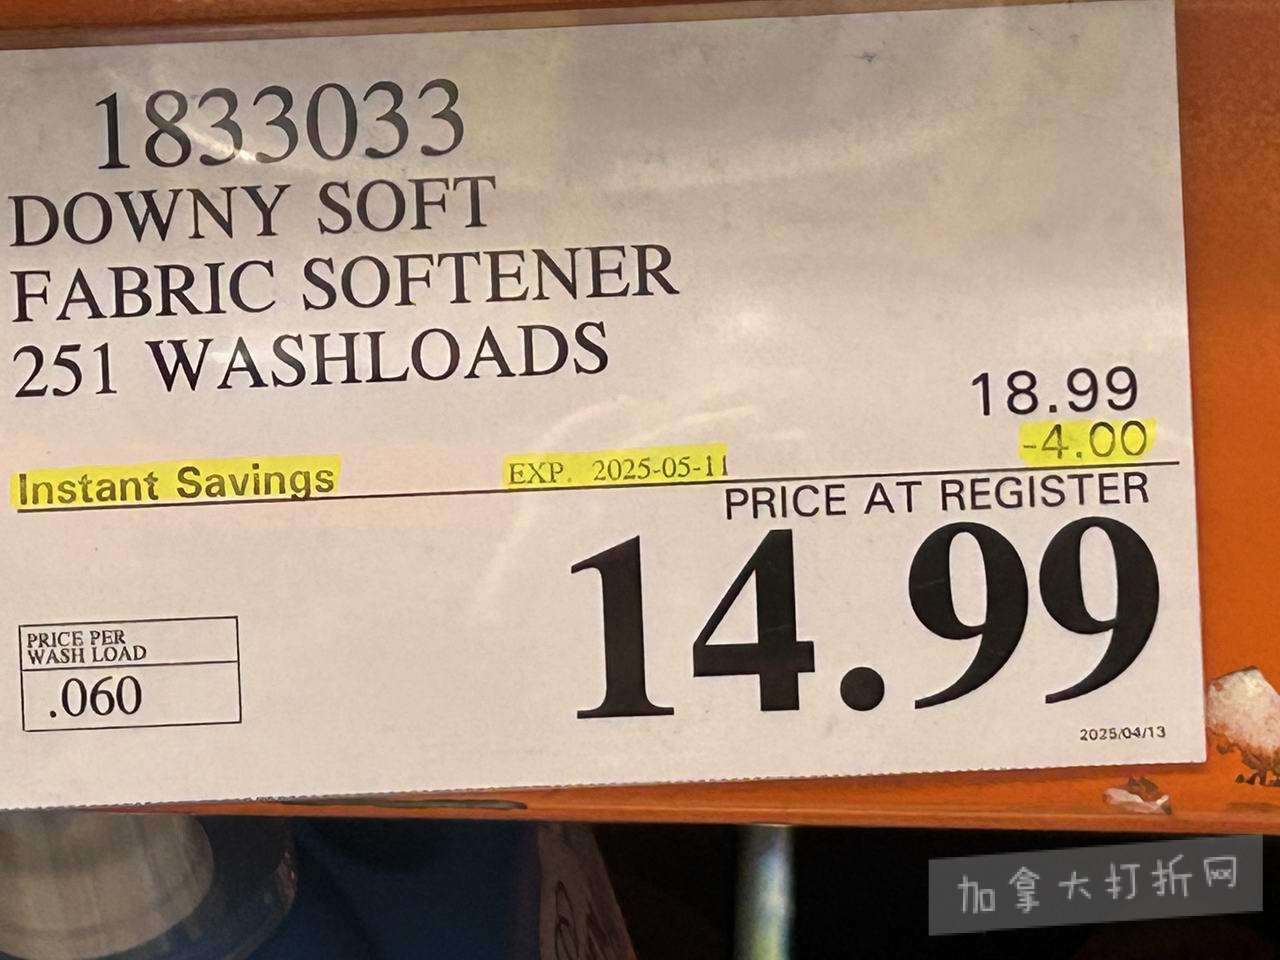 1833033
DOWNY SOFT
FABRIC SOFTENER
251 WASHLOADS
18.99
-4.00
Instant Savings EXP. 2025-05-11
PRICE AT REGISTER
14.99
PRICE PER
WASH LOAD
.060
2025/04/13
加拿大打折网